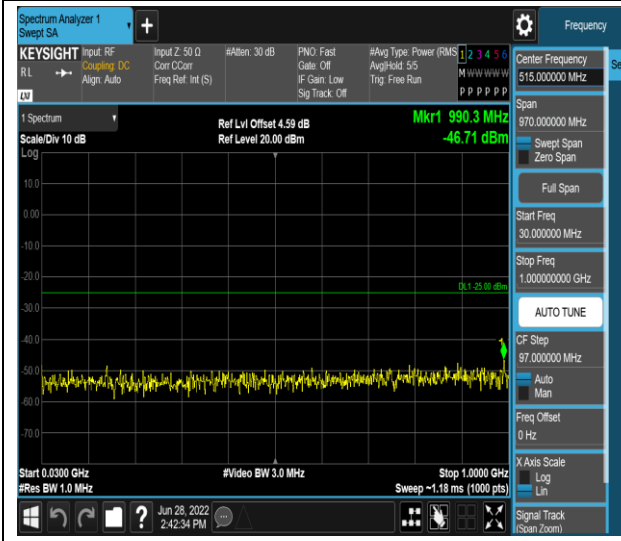 Spectrum Analyzer 1
Swept SA
+
Frequency
KEYSIGHT
RL
Input: RF
Coupling: DC
Align: Auto
Input Z: 50 Ω
Corr CCorr
Freq Ref: Int (S)
#Atten: 30 dB
PNO: Fast
Gate: Off
IF Gain: Low
Sig Track: Off
#Avg Type: Power (RMS
Avg|Hold: 5/5
Trig: Free Run
1 2 3 4 5 6
M W W W W W
P P P P P P
LXI
1 Spectrum
Scale/Div 10 dB
Log
Ref Lvl Offset 4.59 dB
Ref Level 20.00 dBm
Mkr1 990.3 MHz
-46.71 dBm
10.0
0.00
-10.0
-20.0
DL1 -25.00 dBm
-30.0
-40.0
1
-50.0
-60.0
-70.0
Start 0.0300 GHz
#Res BW 1.0 MHz
#Video BW 3.0 MHz
Stop 1.0000 GHz
Sweep ~1.18 ms (1000 pts)
?
Jun 28, 2022
2:42:34 PM
Center Frequency
515.000000 MHz
Se
Span
970.000000 MHz
Swept Span
Zero Span
Full Span
Start Freq
30.000000 MHz
Stop Freq
1.000000000 GHz
AUTO TUNE
CF Step
97.000000 MHz
Auto
Man
Freq Offset
0 Hz
X Axis Scale
Log
Lin
Signal Track
(Span Zoom)